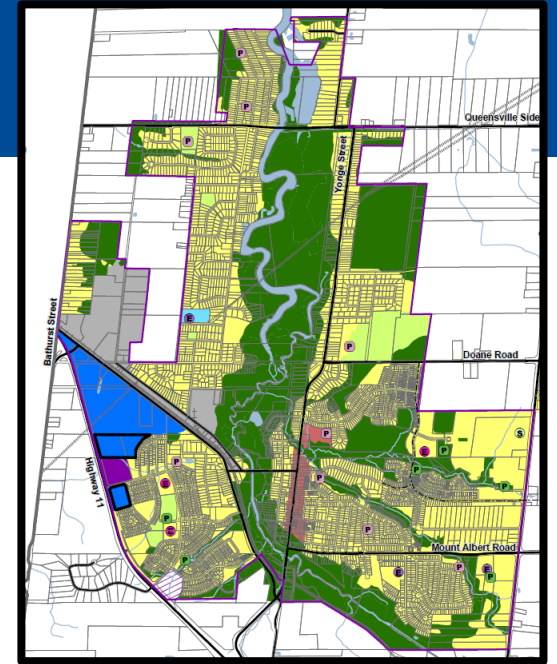 P
P
Queensville Side
P
Yonge Street
Bathurst Street
E
P
Doane Road
P
S
E
P
P
P
P
E
Highway 11
P
P
P
S
P
Mount Albert Road
E
P
E
P